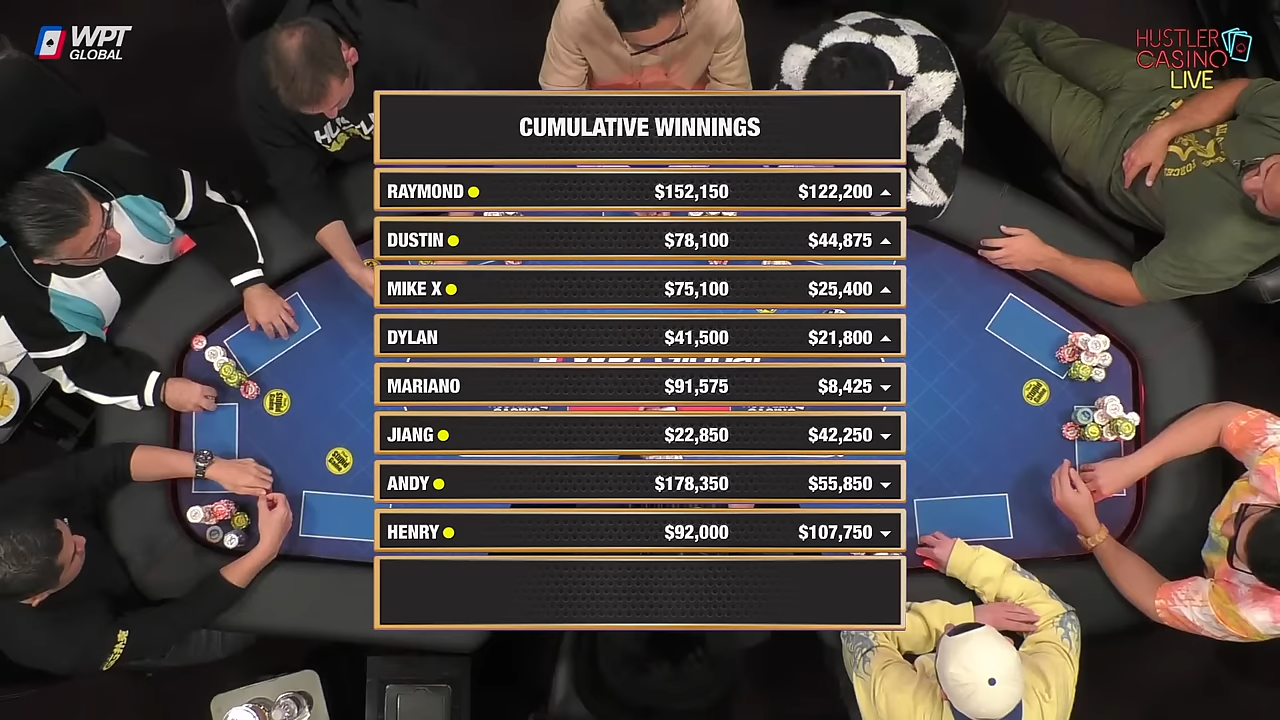 WPT
GLOBAL
HUSTLER
CASINO
LIVE
CUMULATIVE WINNINGS
RAYMOND $152,150 $122,200
DUSTIN $78,100 $44,875
MIKE X $75,100 $25,400
DYLAN $41,500 $21,800
MARIANO $91,575 $8,425
JIANG $22,850 $42,250
ANDY $178,350 $55,850
HENRY $92,000 $107,750